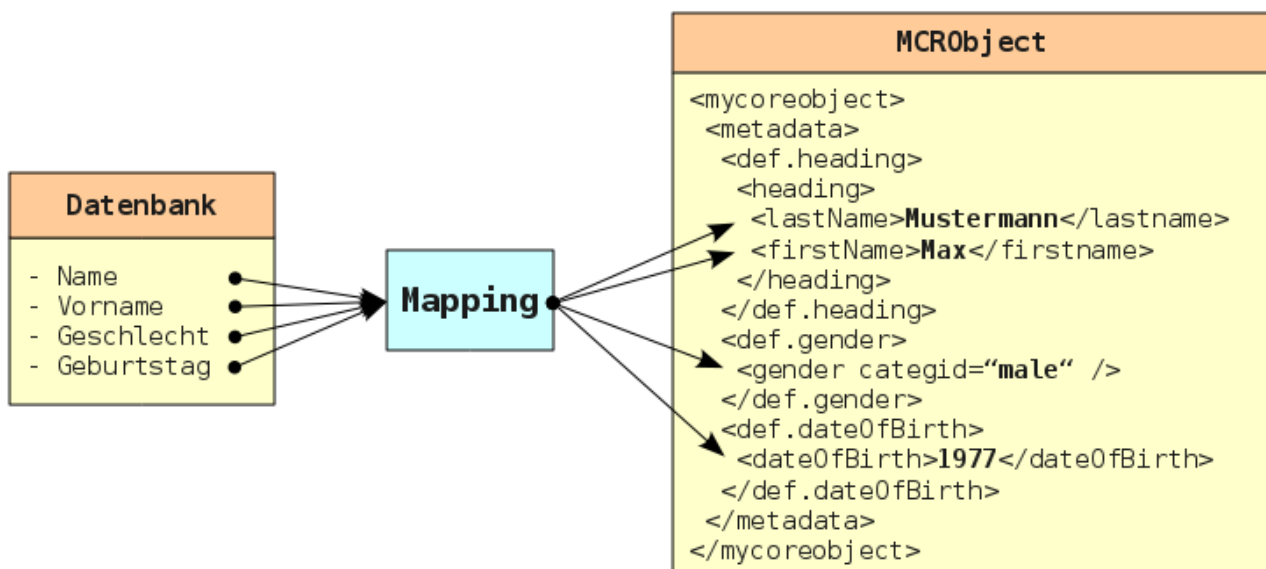 Datenbank
- Name
- Vorname
- Geschlecht
- Geburtstag
Mapping
MCRObject
<mycoreobject>
<metadata>
<def.heading>
<heading>
<lastName>Mustermann</lastname>
<firstName>Max</firstname>
</heading>
</def.heading>
<def.gender>
<gender categid=“male“ />
</def.gender>
<def.dateOfBirth>
<dateOfBirth>1977</dateOfBirth>
</def.dateOfBirth>
</metadata>
</mycoreobject>